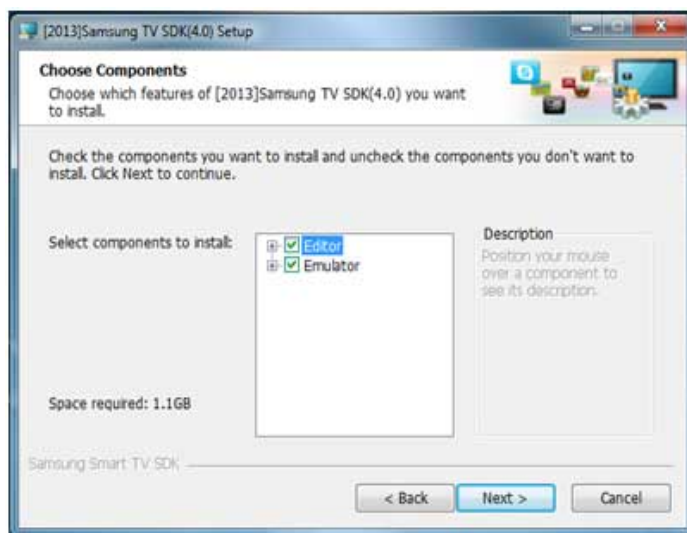 [2013]Samsung TV SDK(4.0) Setup
Choose Components
Choose which features of [2013]Samsung TV SDK(4.0) you want
to install.
Check the components you want to install and uncheck the components you don't want to
install. Click Next to continue.
Select components to install:
Editor
Emulator
Description
Position your mouse
over a component to
see its description.
Space required: 1.1GB
Samsung Smart TV SDK
< Back
Next >
Cancel